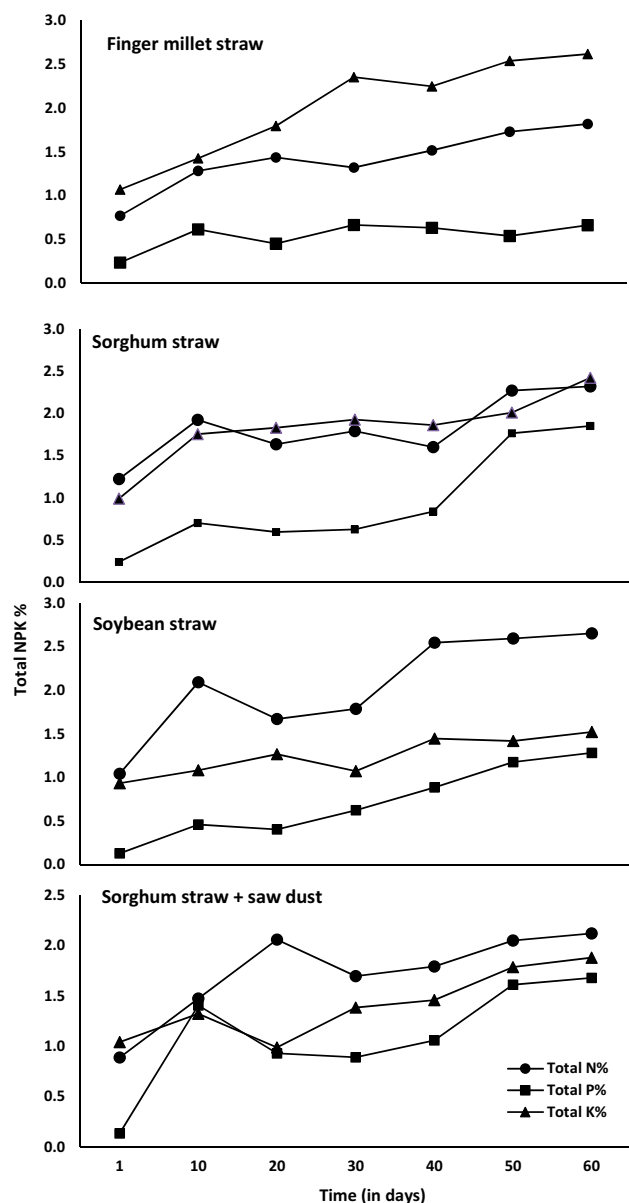 3.0
Finger millet straw
2.5
2.0
1.5
1.0
0.5
0.0
3.0
Sorghum straw
2.5
2.0
1.5
1.0
0.5
0.0
Total NPK %
3.0
Soybean straw
2.5
2.0
1.5
1.0
0.5
0.0
2.5
Sorghum straw + saw dust
2.0
1.5
1.0
Total N%
0.5
Total P%
Total K%
0.0
1 10 20 30 40 50 60
Time (in days)